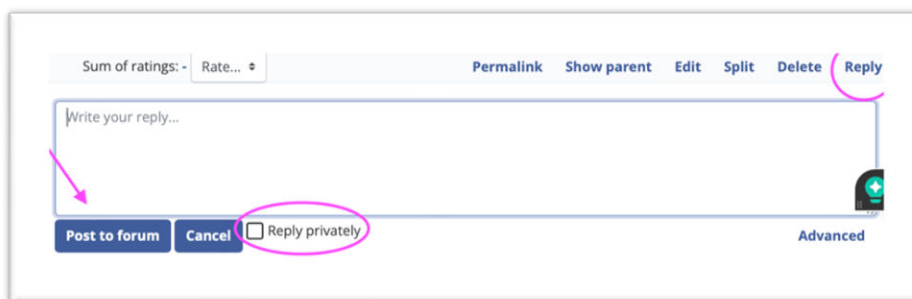 Sum of ratings: - Rate... Permalink Show parent Edit Split Delete Reply
Write your reply...
Post to forum Cancel Reply privately Advanced